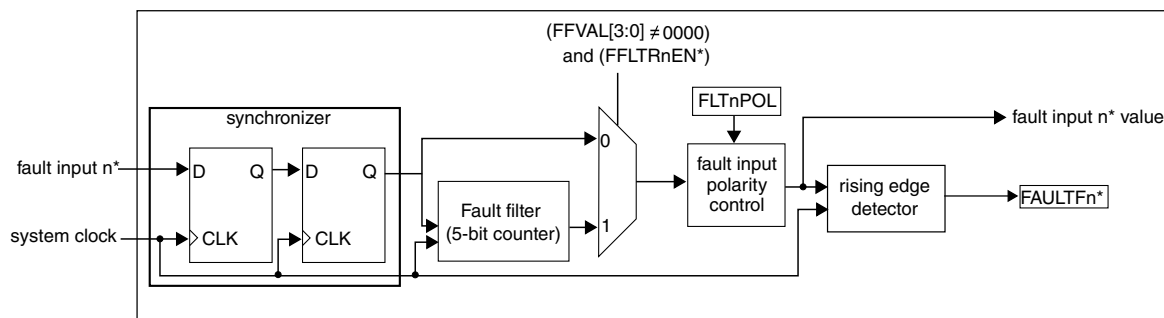 (FFVAL[3:0] ≠ 0000)
and (FFLTRnEN*)
FLTnPOL
synchronizer
fault input n* value
0
fault input n*
D
Q
D
Q
fault input
polarity
control
rising edge
detector
FAULTFn*
Fault filter
(5-bit counter)
1
system clock
CLK
CLK